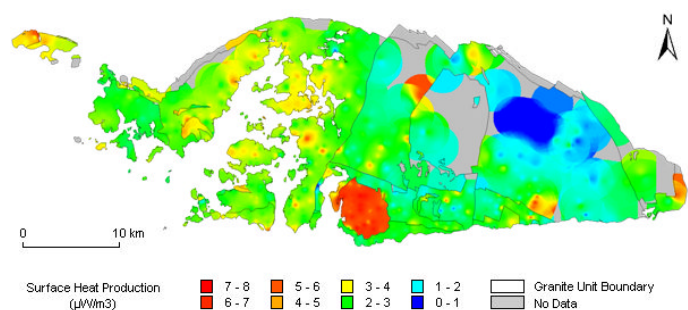 N
0 10 km
Surface Heat Production
(µW/m3)
7 - 8 5 - 6 3 - 4 1 - 2 Granite Unit Boundary
6 - 7 4 - 5 2 - 3 0 - 1 No Data